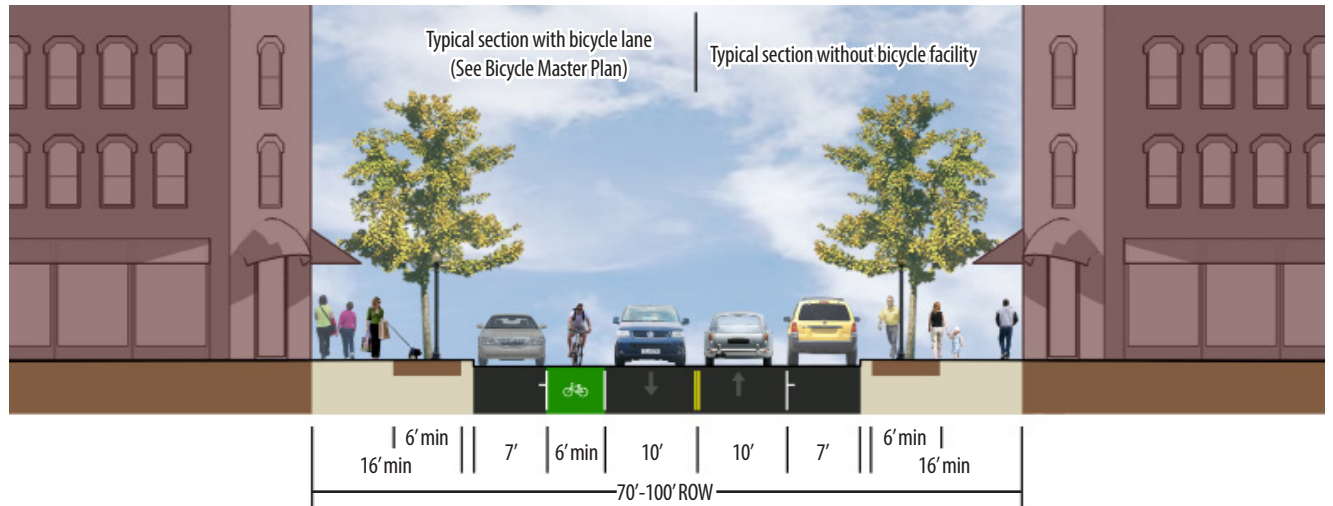 Typical section with bicycle lane
(See Bicycle Master Plan)
Typical section without bicycle facility
6’ min
16’ min
7’
6’ min
10’
10’
7’
6’ min
16’ min
70’-100’ ROW